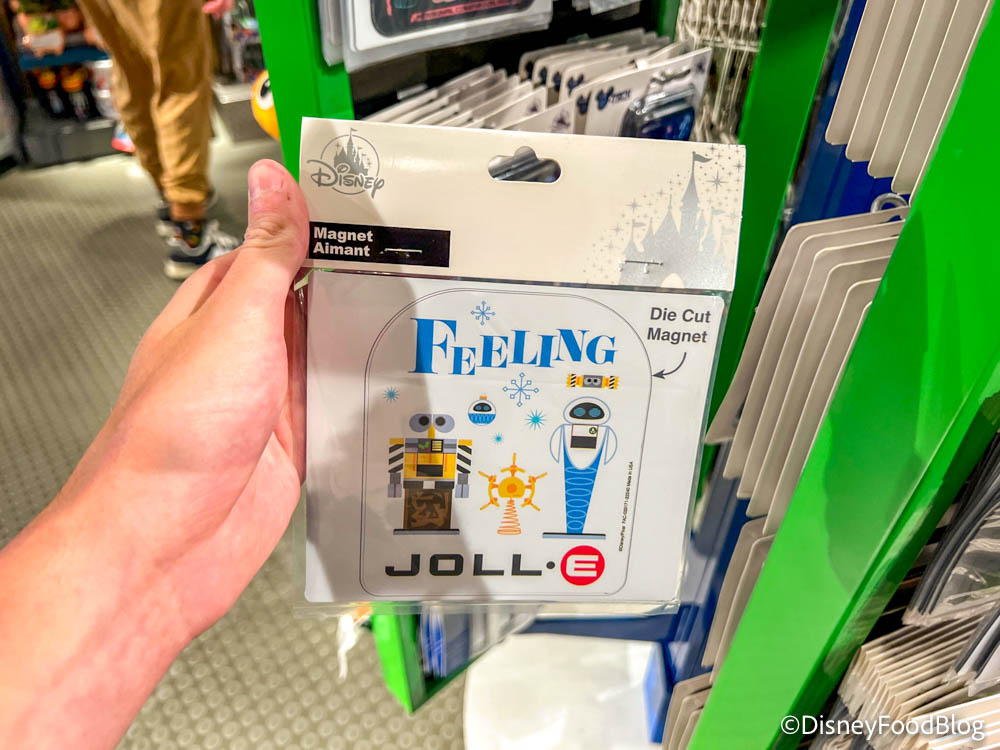 Disney
Magnet
Aimant
Die Cut
Magnet
FEELING
JOLL·E
©DisneyFoodBlog